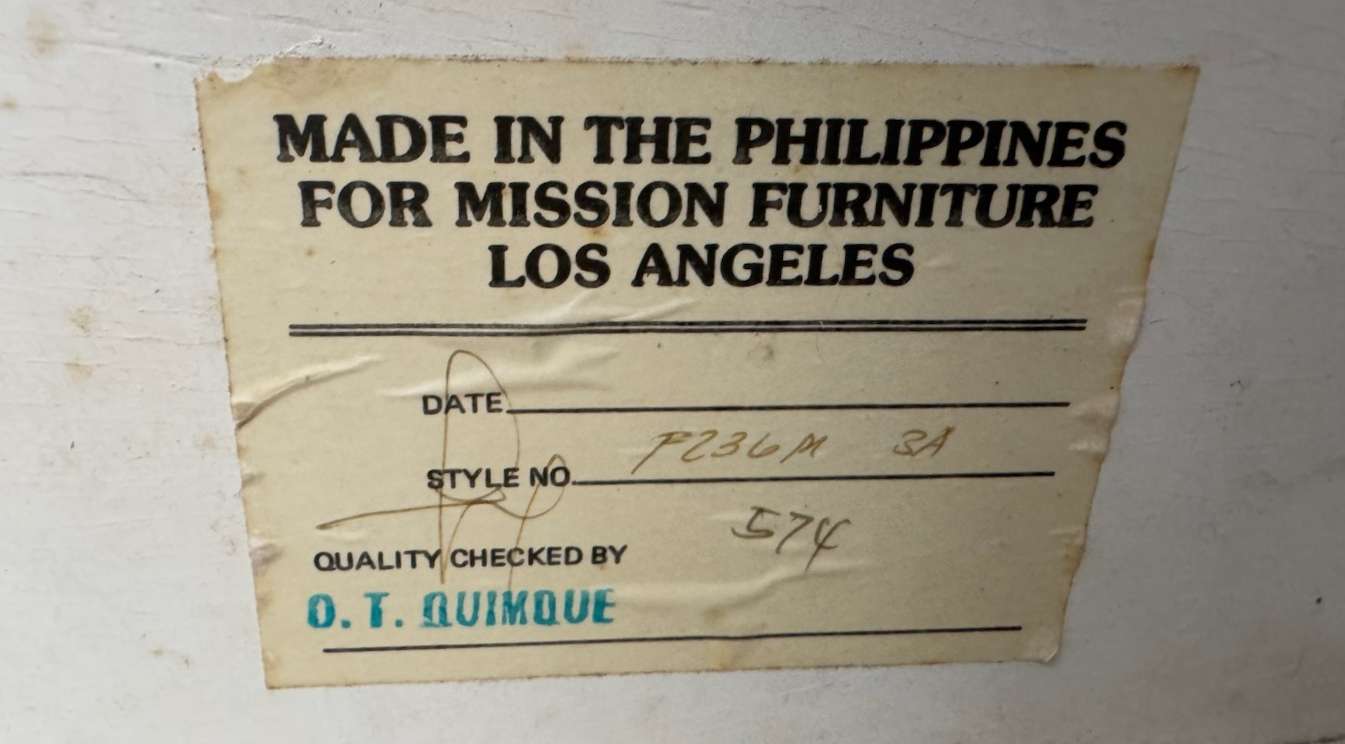 MADE IN THE PHILIPPINES
FOR MISSION FURNITURE
LOS ANGELES
DATE
STYLE NO. F236M 3A
574
QUALITY CHECKED BY
O. T. QUIMQUE